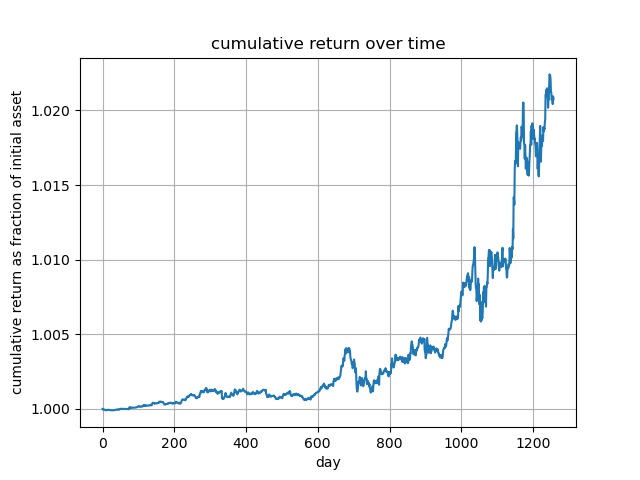 cumulative return over time
cumulative return as fraction of initial asset
1.020
1.015
1.010
1.005
1.000
0 200 400 600 800 1000 1200
day